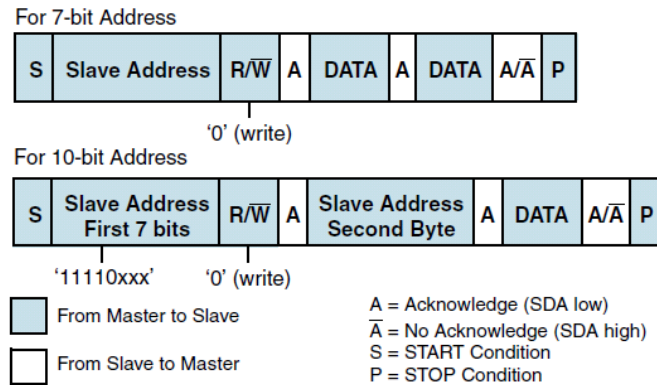 For 7-bit Address
S Slave Address R/W̅ A DATA A DATA A/A̅ P
‘0’ (write)
For 10-bit Address
S Slave Address First 7 bits R/W̅ A Slave Address Second Byte A DATA A/A̅ P
‘11110xxx’ ‘0’ (write)
From Master to Slave
From Slave to Master
A = Acknowledge (SDA low)
A̅ = No Acknowledge (SDA high)
S = START Condition
P = STOP Condition